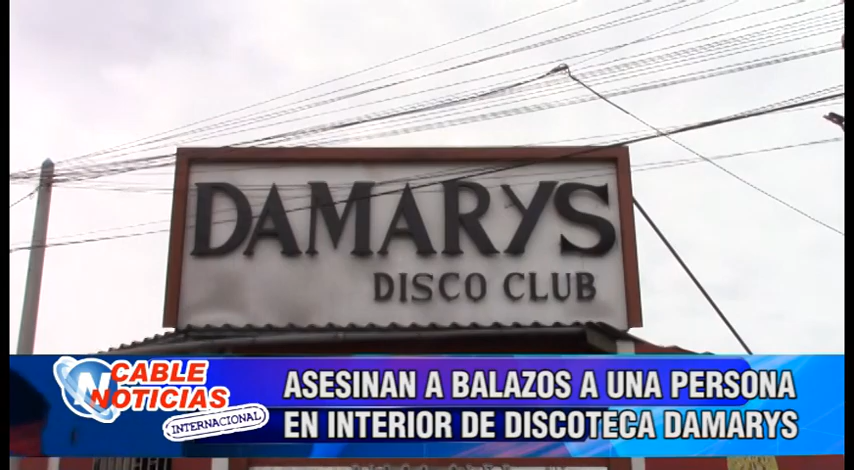 DAMARYS
DISCO CLUB
CABLE
NOTICIAS
INTERNACIONAL
ASESINAN A BALAZOS A UNA PERSONA
EN INTERIOR DE DISCOTECA DAMARYS